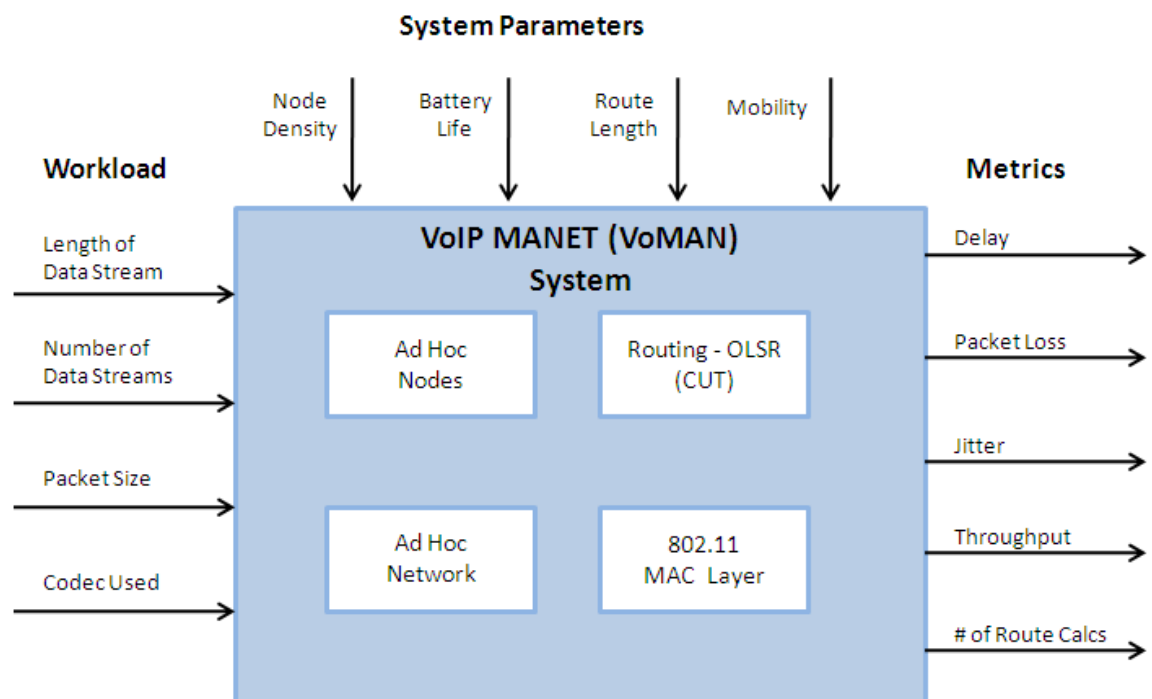 System Parameters
Node
Density
Battery
Life
Route
Length
Mobility
Workload
Length of
Data Stream
Number of
Data Streams
Packet Size
Codec Used
VoIP MANET (VoMAN)
System
Ad Hoc
Nodes
Routing - OLSR
(CUT)
Ad Hoc
Network
802.11
MAC Layer
Metrics
Delay
Packet Loss
Jitter
Throughput
# of Route Calcs